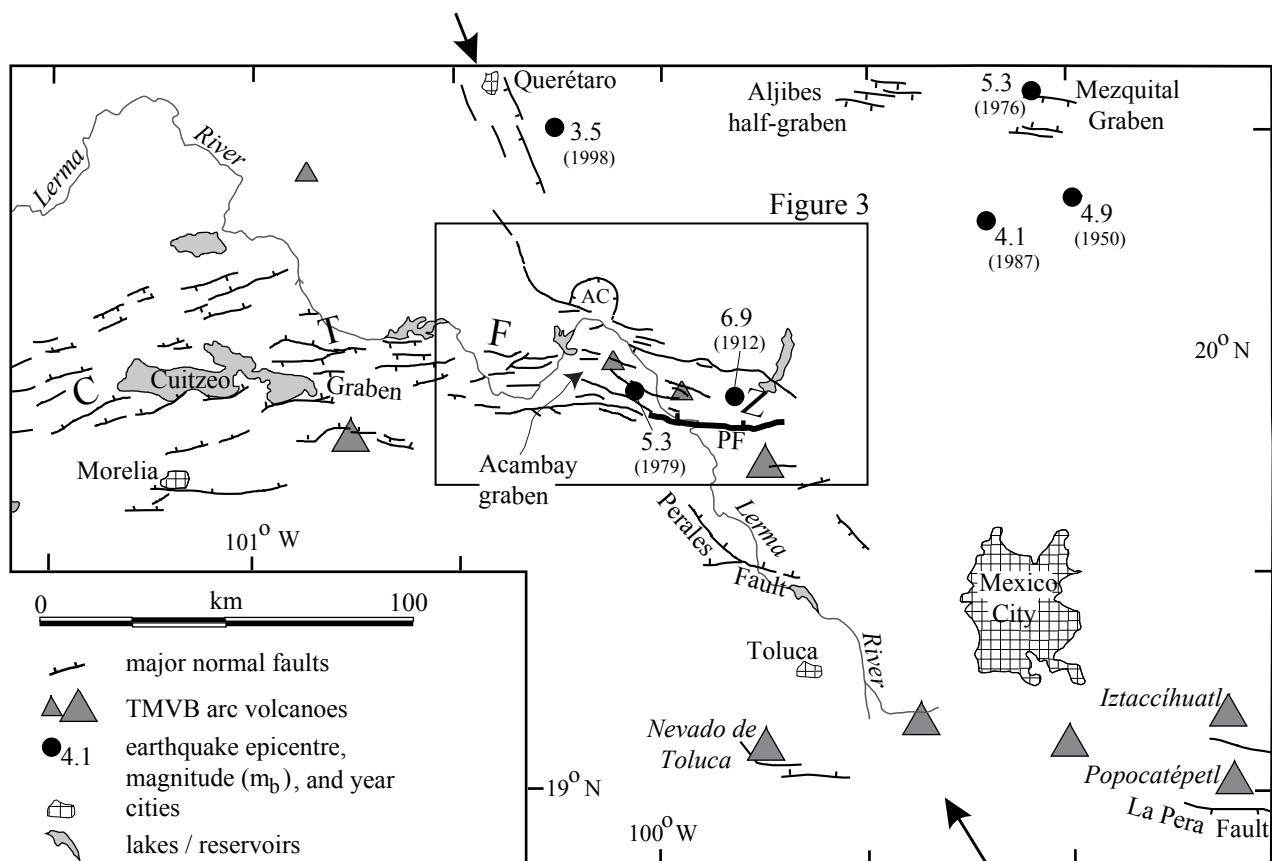 Querétaro
Aljibes
half-graben
5.3
(1976)
Mezquital
Graben
3.5
(1998)
Lerma
River
Figure 3
4.9
(1950)
4.1
(1987)
AC
T
F
6.9
(1912)
20° N
C
Cuitzeo
Graben
5.3
(1979)
PF
Acambay
graben
Morelia
Perales
Fault
Lerma
River
101° W
Mexico
City
0 km 100
Toluca
major normal faults
TMVB arc volcanoes
4.1 earthquake epicentre,
magnitude (mb), and year
cities
lakes / reservoirs
Nevado de
Toluca
Iztaccíhuatl
Popocatépetl
19° N
La Pera Fault
100° W